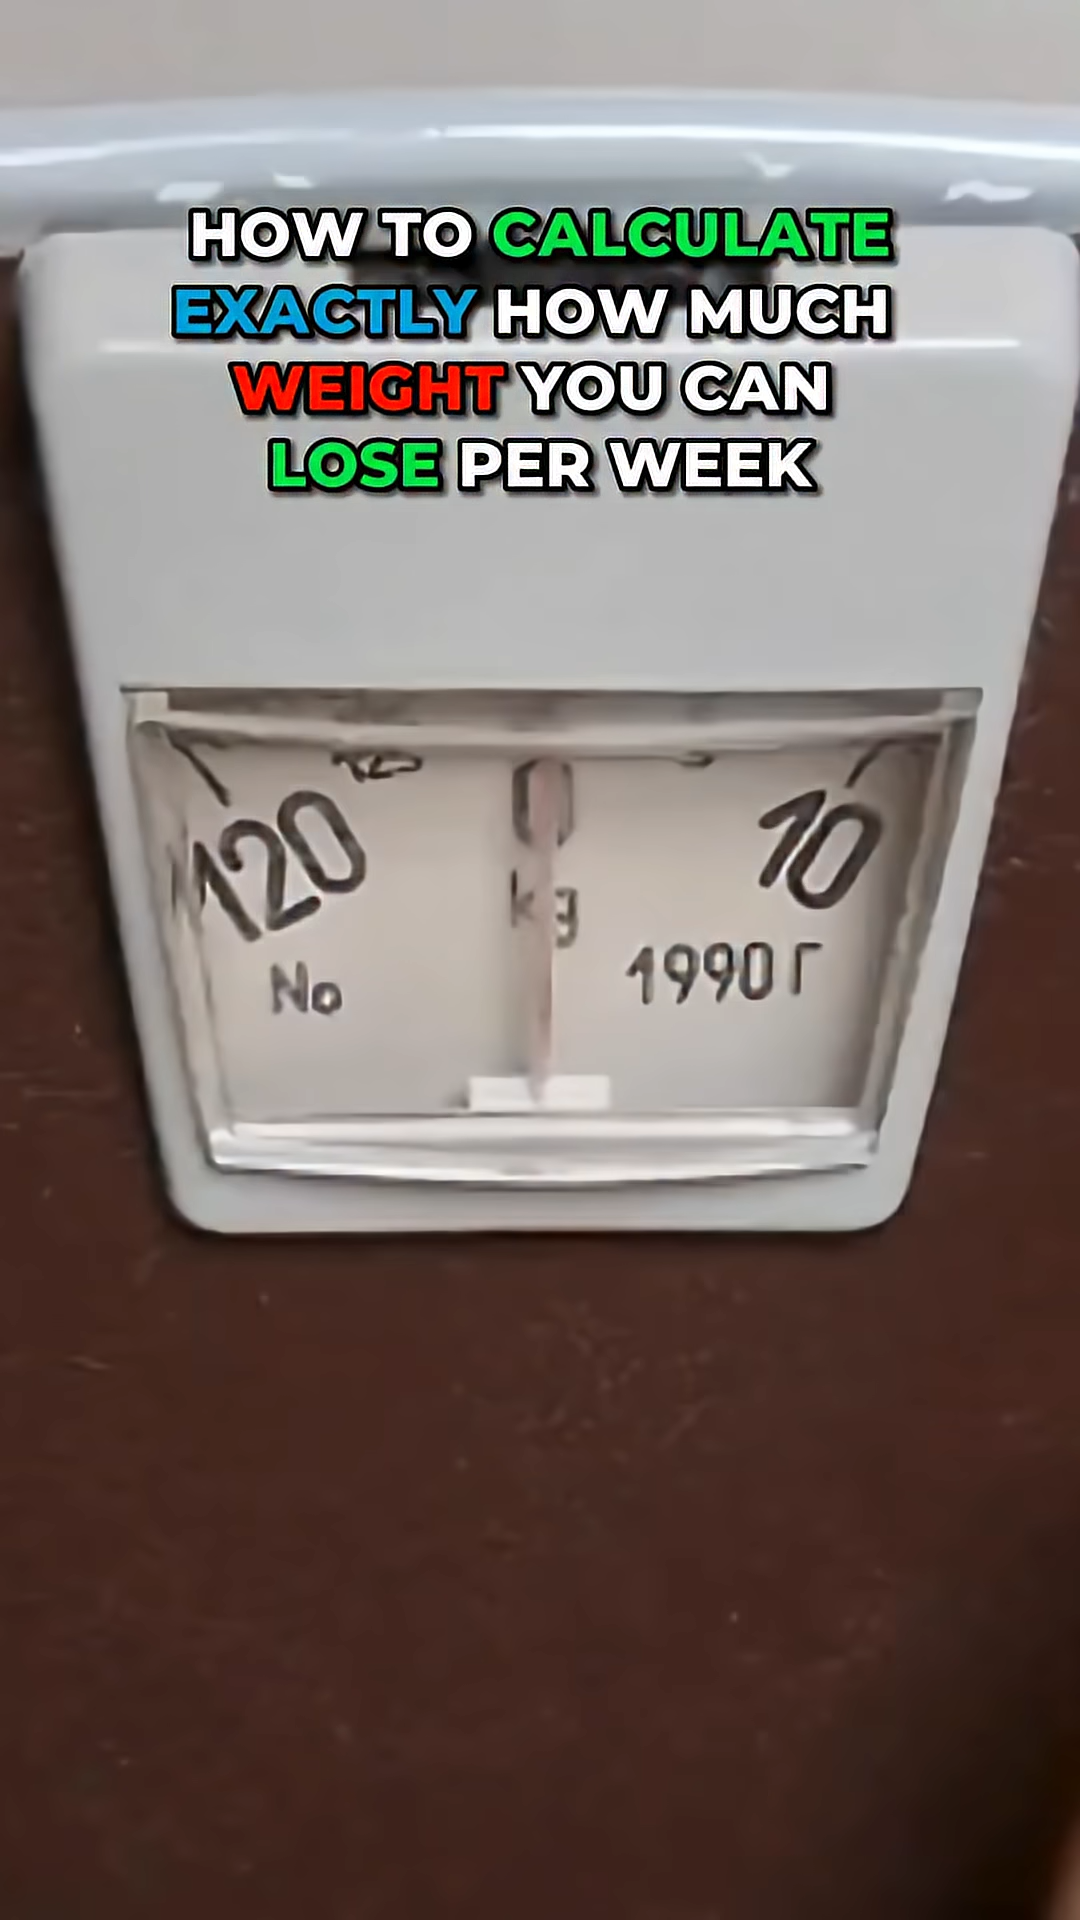 HOW TO CALCULATE
EXACTLY HOW MUCH
WEIGHT YOU CAN
LOSE PER WEEK
120 0 10
kg
No 1990 Г